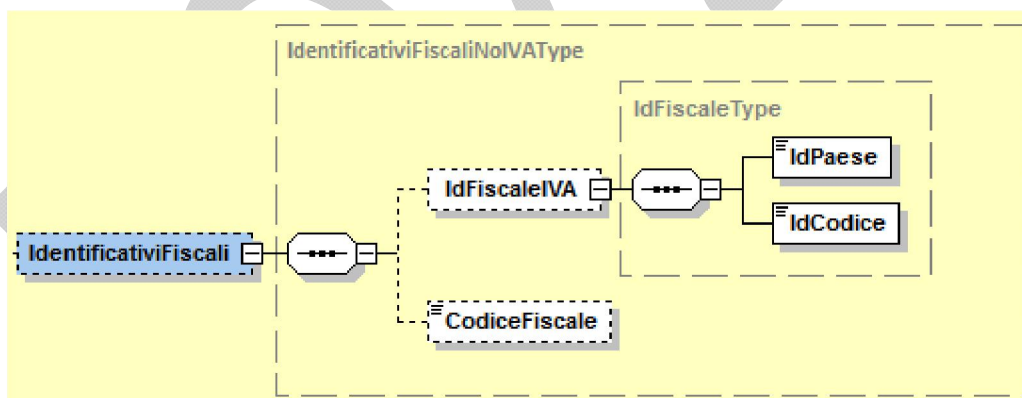 IdentificativiFiscaliNoIVAType
IdFiscaleType
IdPaese
IdFiscaleIVA
IdCodice
IdentificativiFiscali
CodiceFiscale